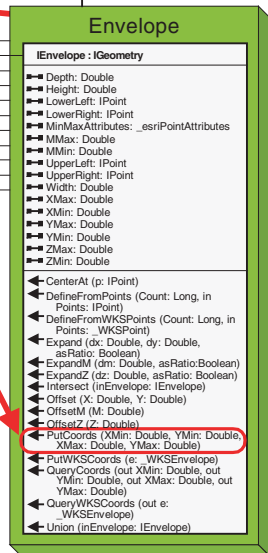 Envelope
IEnvelope : IGeometry
Depth: Double
Height: Double
LowerLeft: IPoint
LowerRight: IPoint
MinMaxAttributes: _esriPointAttributes
MMax: Double
MMin: Double
UpperLeft: IPoint
UpperRight: IPoint
Width: Double
XMax: Double
XMin: Double
YMax: Double
YMin: Double
ZMax: Double
ZMin: Double
CenterAt (p: IPoint)
DefineFromPoints (Count: Long, in
Points: IPoint)
DefineFromWKSPoints (Count: Long, in
Points: _WKSPoint)
Expand (dx: Double, dy: Double,
asRatio: Boolean)
ExpandM (dm: Double, asRatio:Boolean)
ExpandZ (dz: Double, asRatio: Boolean)
Intersect (inEnvelope: IEnvelope)
Offset (X: Double, Y: Double)
OffsetM (M: Double)
OffsetZ (Z: Double)
PutCoords (XMin: Double, YMin: Double,
XMax: Double, YMax: Double)
PutWKSCoords (e: _WKSEnvelope)
QueryCoords (out XMin: Double, out
YMin: Double, out XMax: Double, out
YMax: Double)
QueryWKSCoords (out e:
_WKSEnvelope)
Union (inEnvelope: IEnvelope)